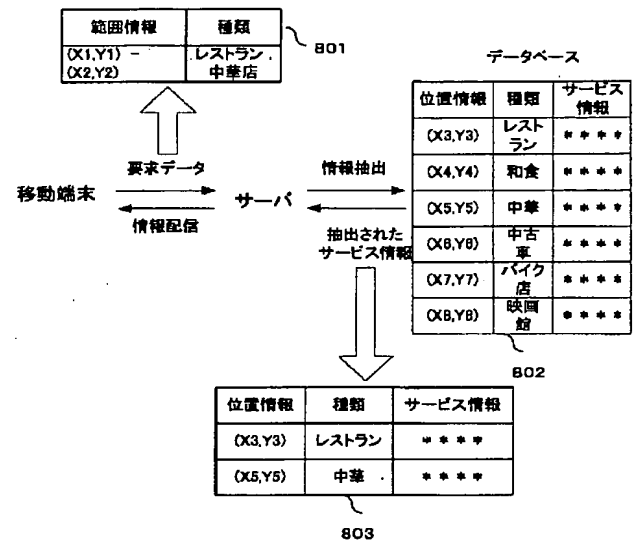 範囲情報 種類
(X1,Y1) - レストラン
(X2,Y2) 中華店
801
データベース
位置情報 種類 サービス
情報
(X3,Y3) レスト
ラン ****
(X4,Y4) 和食 ****
(X5,Y5) 中華 ****
(X6,Y6) 中古
車 ****
(X7,Y7) バイク
店 ****
(X8,Y8) 映画
館 ****
802
移動端末
要求データ
情報配信
サーバ
情報抽出
抽出された
サービス情報
位置情報 種類 サービス情報
(X3,Y3) レストラン ****
(X5,Y5) 中華 ****
803